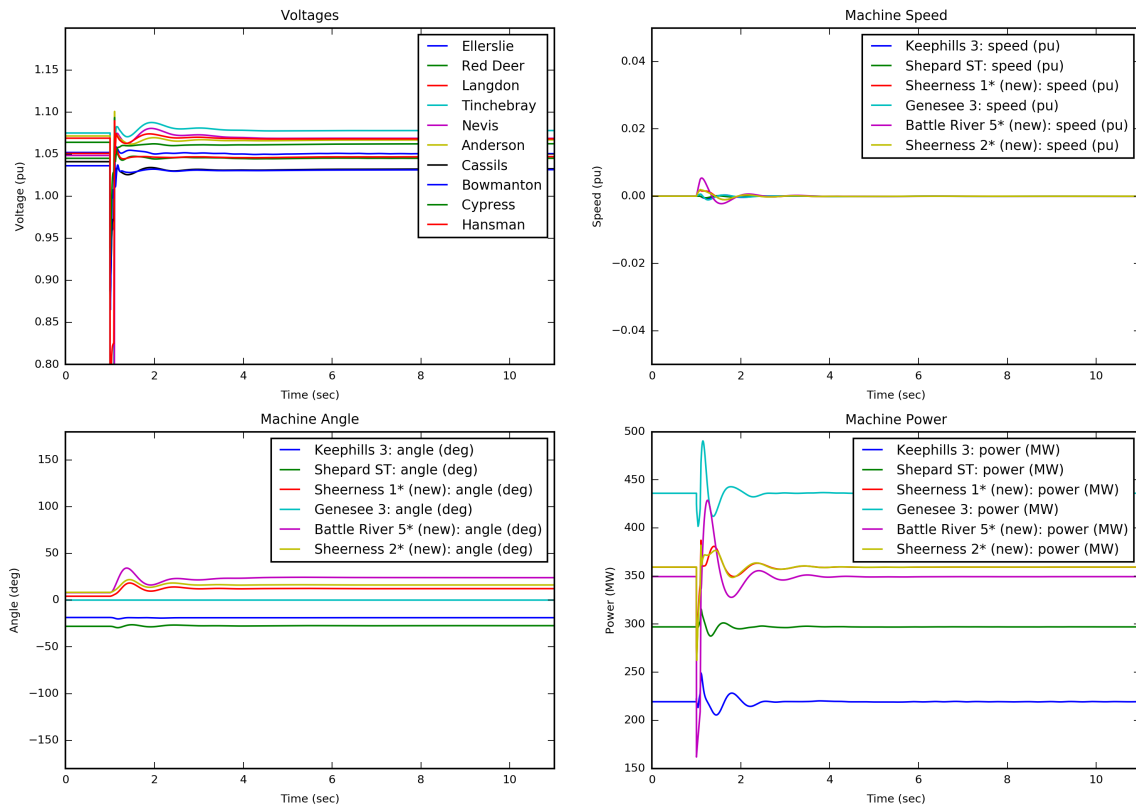 Voltages
1.15
1.10
1.05
1.00
0.95
0.90
0.85
0.80
Voltage (pu)
0 2 4 6 8 10
Time (sec)
Ellerslie
Red Deer
Langdon
Tinchebray
Nevis
Anderson
Cassils
Bowmanton
Cypress
Hansman
Machine Speed
0.04
0.02
0.00
−0.02
−0.04
Speed (pu)
0 2 4 6 8 10
Time (sec)
Keephills 3: speed (pu)
Shepard ST: speed (pu)
Sheerness 1* (new): speed (pu)
Genesee 3: speed (pu)
Battle River 5* (new): speed (pu)
Sheerness 2* (new): speed (pu)
Machine Angle
150
100
50
0
−50
−100
−150
Angle (deg)
0 2 4 6 8 10
Time (sec)
Keephills 3: angle (deg)
Shepard ST: angle (deg)
Sheerness 1* (new): angle (deg)
Genesee 3: angle (deg)
Battle River 5* (new): angle (deg)
Sheerness 2* (new): angle (deg)
Machine Power
500
450
400
350
300
250
200
150
Power (MW)
0 2 4 6 8 10
Time (sec)
Keephills 3: power (MW)
Shepard ST: power (MW)
Sheerness 1* (new): power (MW)
Genesee 3: power (MW)
Battle River 5* (new): power (MW)
Sheerness 2* (new): power (MW)